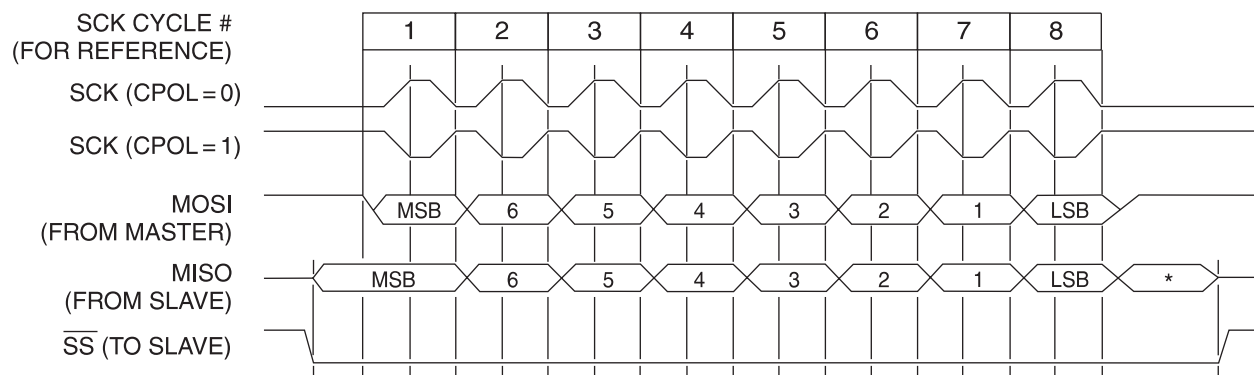 SCK CYCLE # 1 2 3 4 5 6 7 8
(FOR REFERENCE)
SCK (CPOL = 0)
SCK (CPOL = 1)
MOSI MSB 6 5 4 3 2 1 LSB
(FROM MASTER)
MISO MSB 6 5 4 3 2 1 LSB *
(FROM SLAVE)
SS (TO SLAVE)